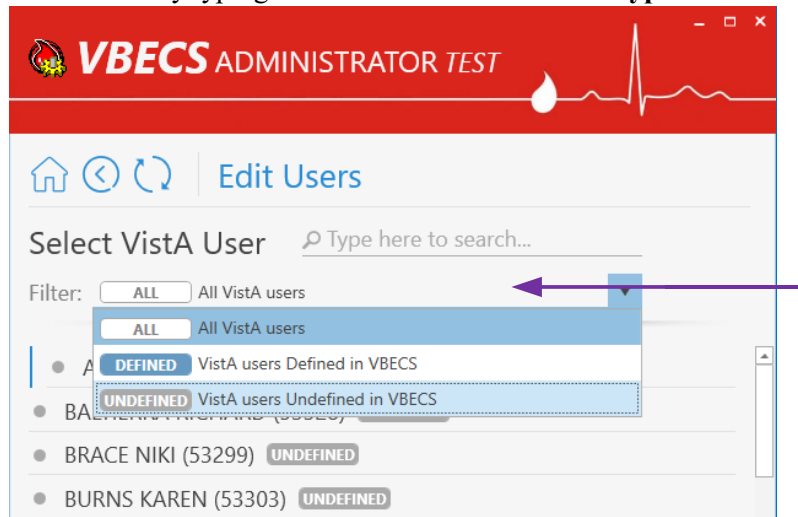 VBECS ADMINISTRATOR TEST
Edit Users
Select VistA User Type here to search...
Filter: ALL All VistA users
ALL All VistA users
DEFINED VistA users Defined in VBECS
UNDEFINED VistA users Undefined in VBECS
BRACE NIKI (53299) UNDEFINED
BURNS KAREN (53303) UNDEFINED